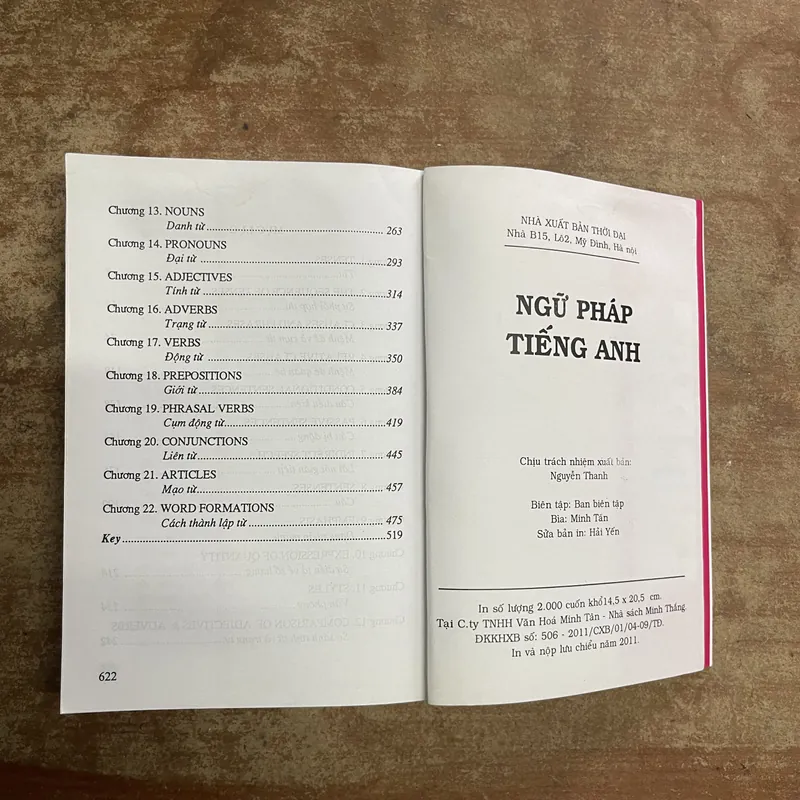 Chương 13. NOUNS
Danh từ ................ 263
Chương 14. PRONOUNS
Đại từ ................ 293
Chương 15. ADJECTIVES
Tính từ ................ 314
Chương 16. ADVERBS
Trạng từ ................ 337
Chương 17. VERBS
Động từ ................ 350
Chương 18. PREPOSITIONS
Giới từ ................ 384
Chương 19. PHRASAL VERBS
Cụm động từ ................ 419
Chương 20. CONJUNCTIONS
Liên từ ................ 445
Chương 21. ARTICLES
Mạo từ ................ 457
Chương 22. WORD FORMATIONS
Cách thành lập từ ................ 475
Key ................ 519
622
NHÀ XUẤT BẢN THỜI ĐẠI
Nhà B15, Lô2, Mỹ Đình, Hà nội
NGỮ PHÁP
TIẾNG ANH
Chịu trách nhiệm xuất bản:
Nguyễn Thanh
Biên tập: Ban biên tập
Bìa: Minh Tân
Sửa bản in: Hải Yến
In số lượng 2.000 cuốn khổ14,5 x 20,5 cm.
Tại C.ty TNHH Văn Hoá Minh Tân - Nhà sách Minh Thắng.
ĐKKHXB số: 506 - 2011/CXB/01/04-09/TĐ.
In và nộp lưu chiểu năm 2011.